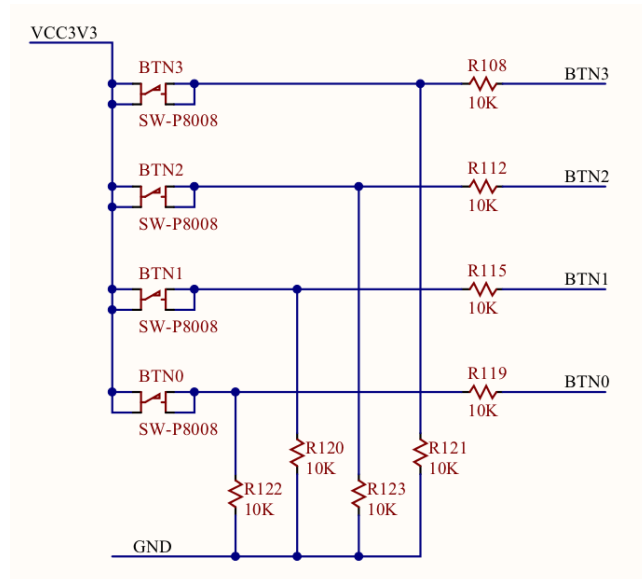 VCC3V3
BTN3
SW-P8008
R108
10K
BTN3
BTN2
SW-P8008
R112
10K
BTN2
BTN1
SW-P8008
R115
10K
BTN1
BTN0
SW-P8008
R119
10K
BTN0
R120
10K
R121
10K
R122
10K
R123
10K
GND